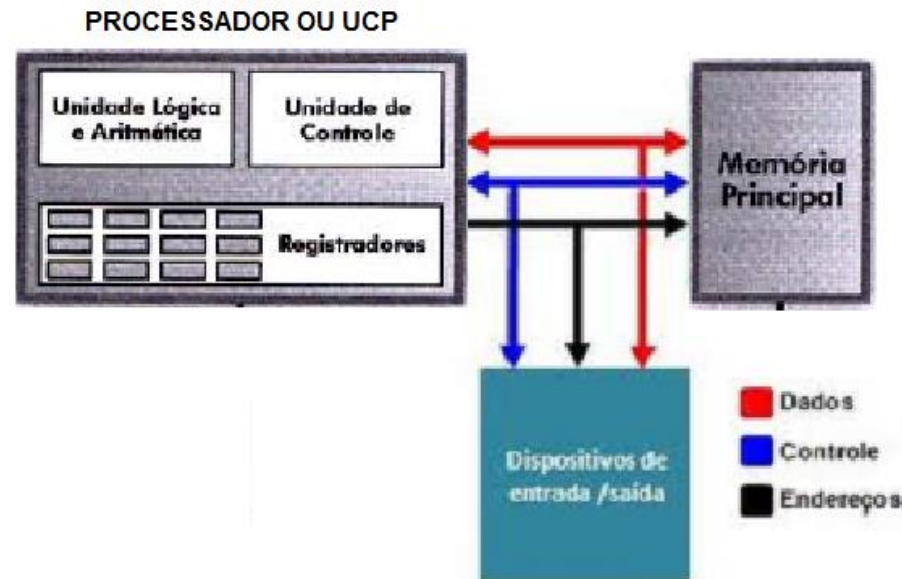 PROCESSADOR OU UCP
Unidade Lógica
e Aritmética
Unidade de
Controle
Registradores
Memória
Principal
Dispositivos de
entrada /saída
Dados
Controle
Endereços